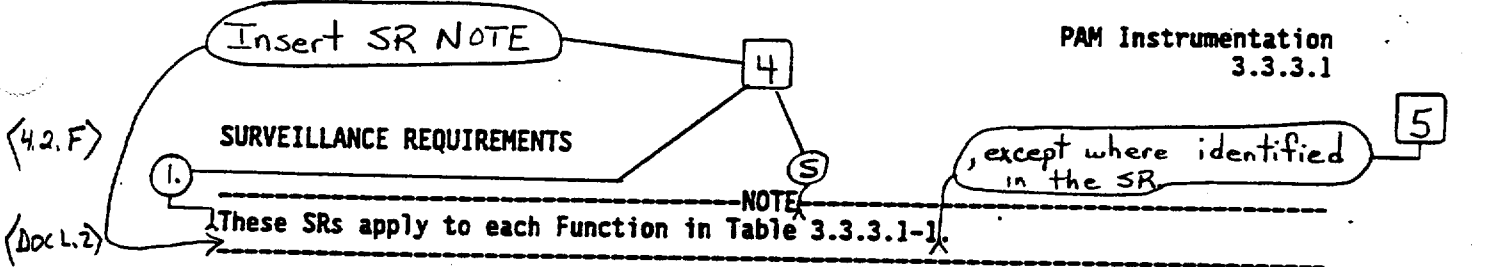 Insert SR NOTE
4
PAM Instrumentation
3.3.3.1
5
<4.2.F>
SURVEILLANCE REQUIREMENTS
, except where identified
in the SR
1.
S
NOTE
<DOC L.2>
These SRs apply to each Function in Table 3.3.3.1-1.